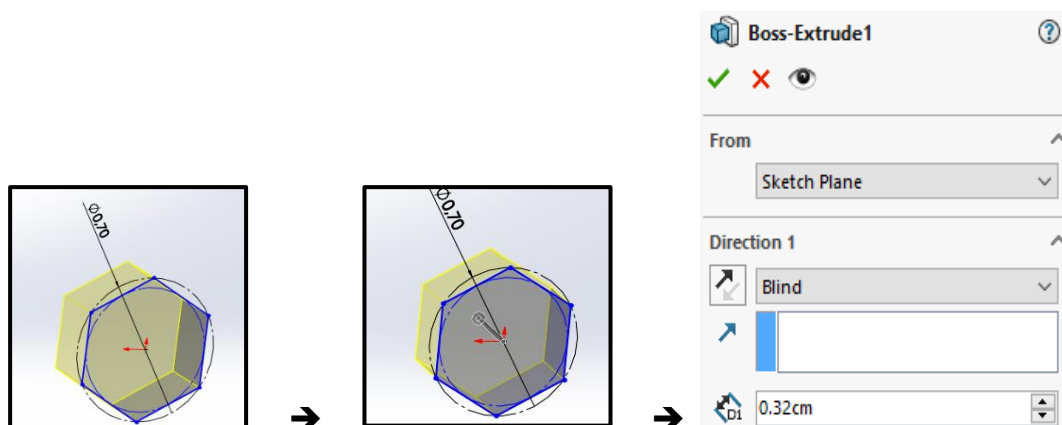 Boss-Extrude1
From
Sketch Plane
Direction 1
Blind
D1 0.32cm
Ø0,70
Ø0,70